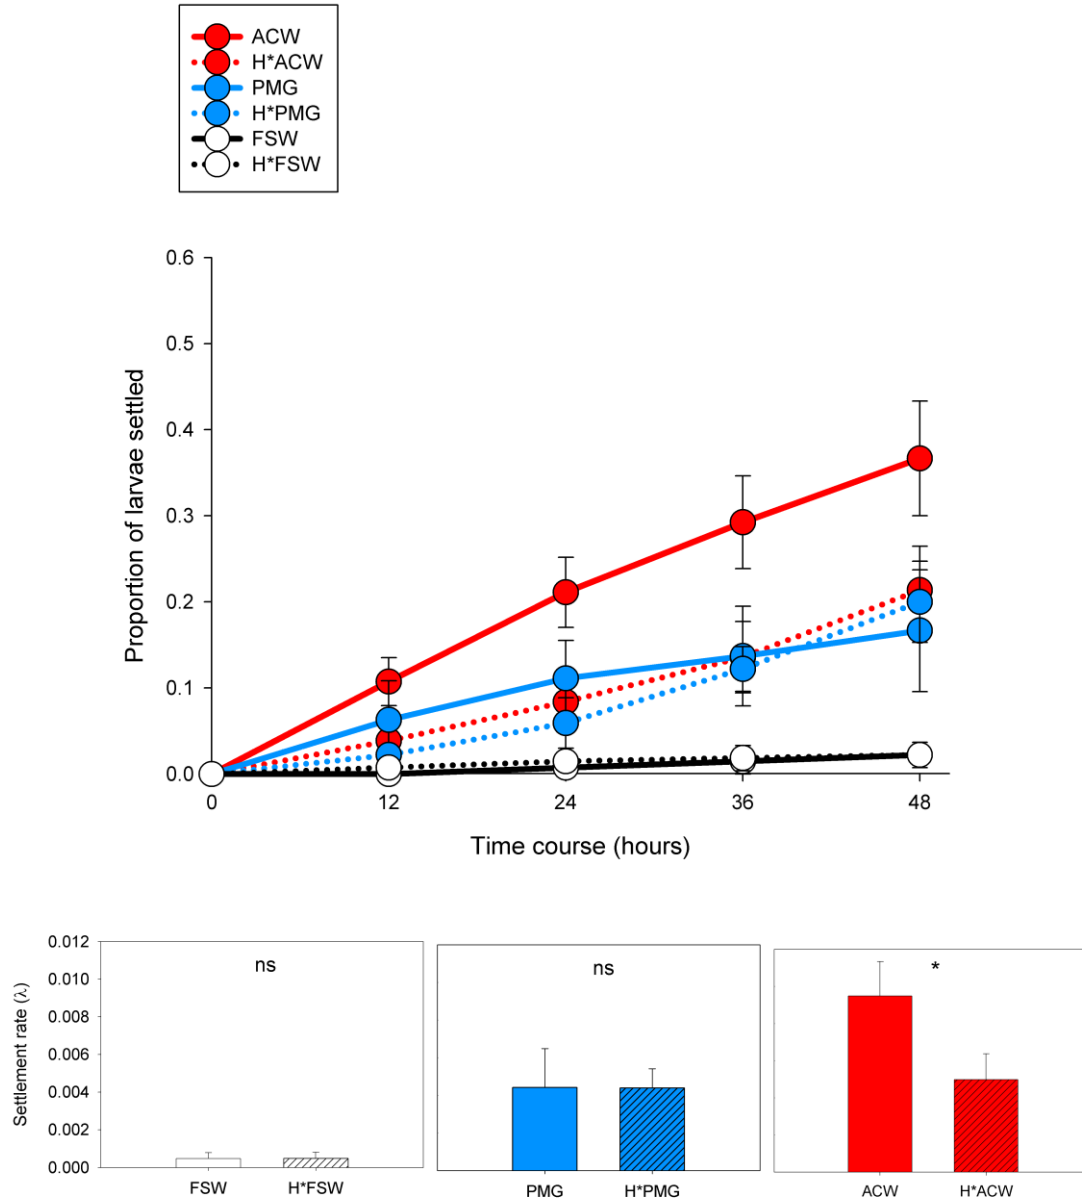 ACW
H*ACW
PMG
H*PMG
FSW
H*FSW
0.6
0.5
0.4
0.3
0.2
0.1
0.0
Proportion of larvae settled
0 12 24 36 48
Time course (hours)
0.012
0.010
0.008
0.006
0.004
0.002
0.000
Settlement rate (λ)
ns
ns
*
FSW H*FSW
PMG H*PMG
ACW H*ACW